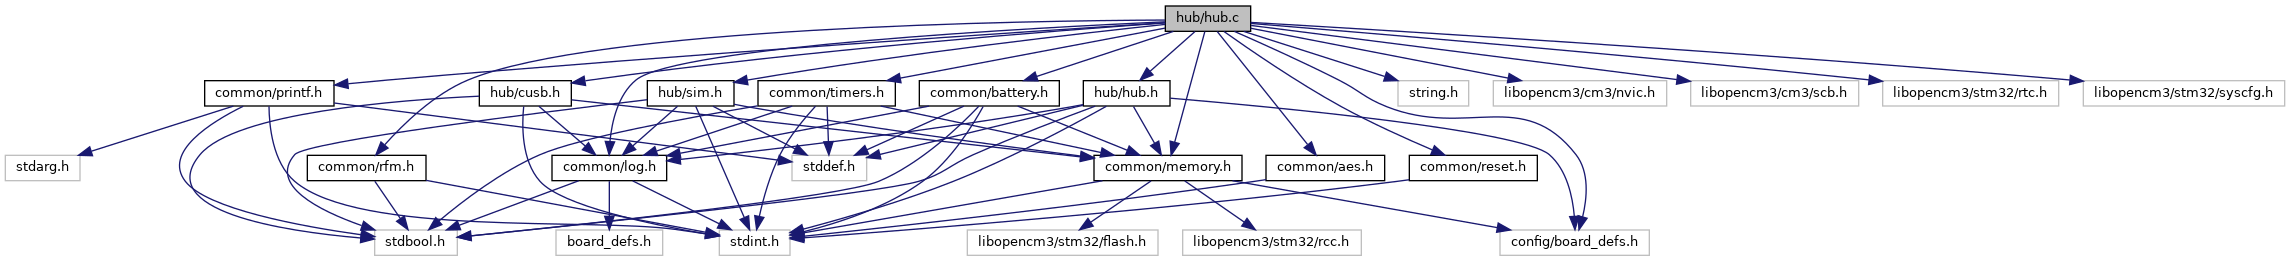 hub/hub.c
common/printf.h
hub/cusb.h
hub/sim.h
common/timers.h
common/battery.h
hub/hub.h
string.h
libopencm3/cm3/nvic.h
libopencm3/cm3/scb.h
libopencm3/stm32/rtc.h
libopencm3/stm32/syscfg.h
stdarg.h
common/rfm.h
common/log.h
stddef.h
common/memory.h
common/aes.h
common/reset.h
stdbool.h
board_defs.h
stdint.h
libopencm3/stm32/flash.h
libopencm3/stm32/rcc.h
config/board_defs.h